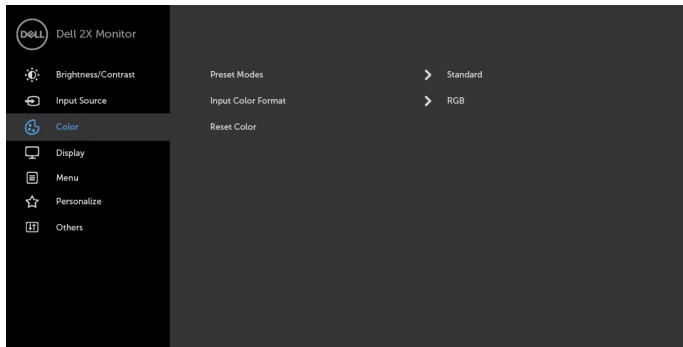 DELL Dell 2X Monitor
Brightness/Contrast Preset Modes Standard
Input Source Input Color Format RGB
Color Reset Color
Display
Menu
Personalize
Others